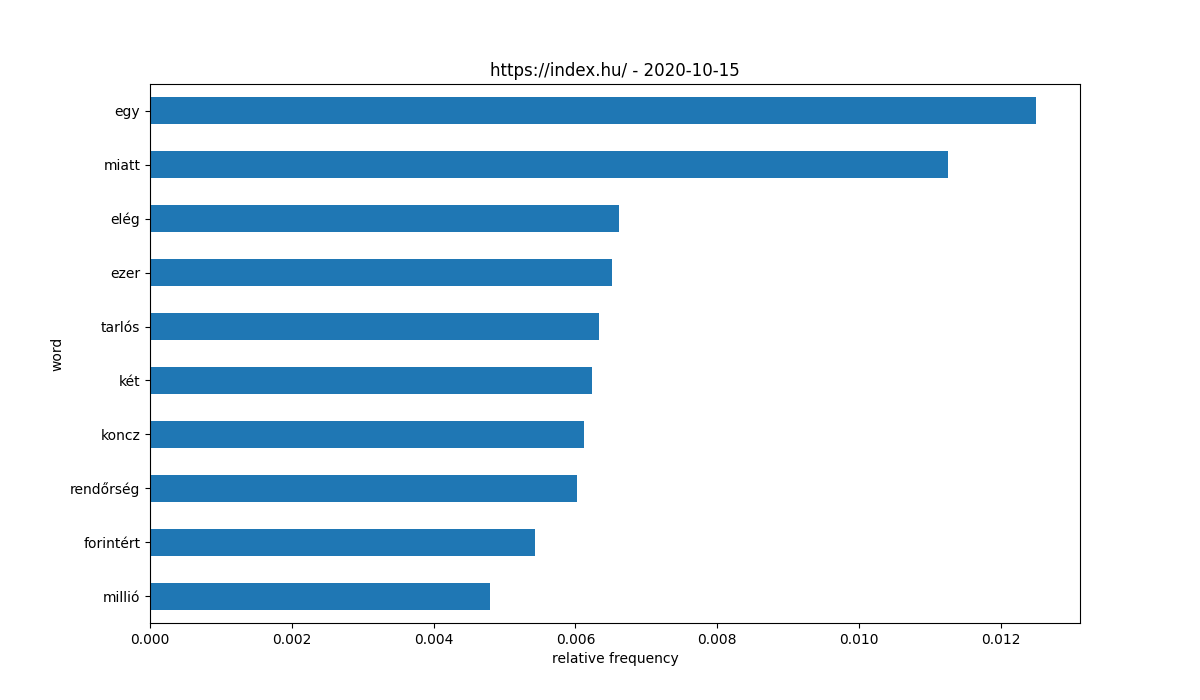 https://index.hu/ - 2020-10-15
word
egy
miatt
elég
ezer
tarlós
két
koncz
rendőrség
forintért
millió
0.000 0.002 0.004 0.006 0.008 0.010 0.012
relative frequency